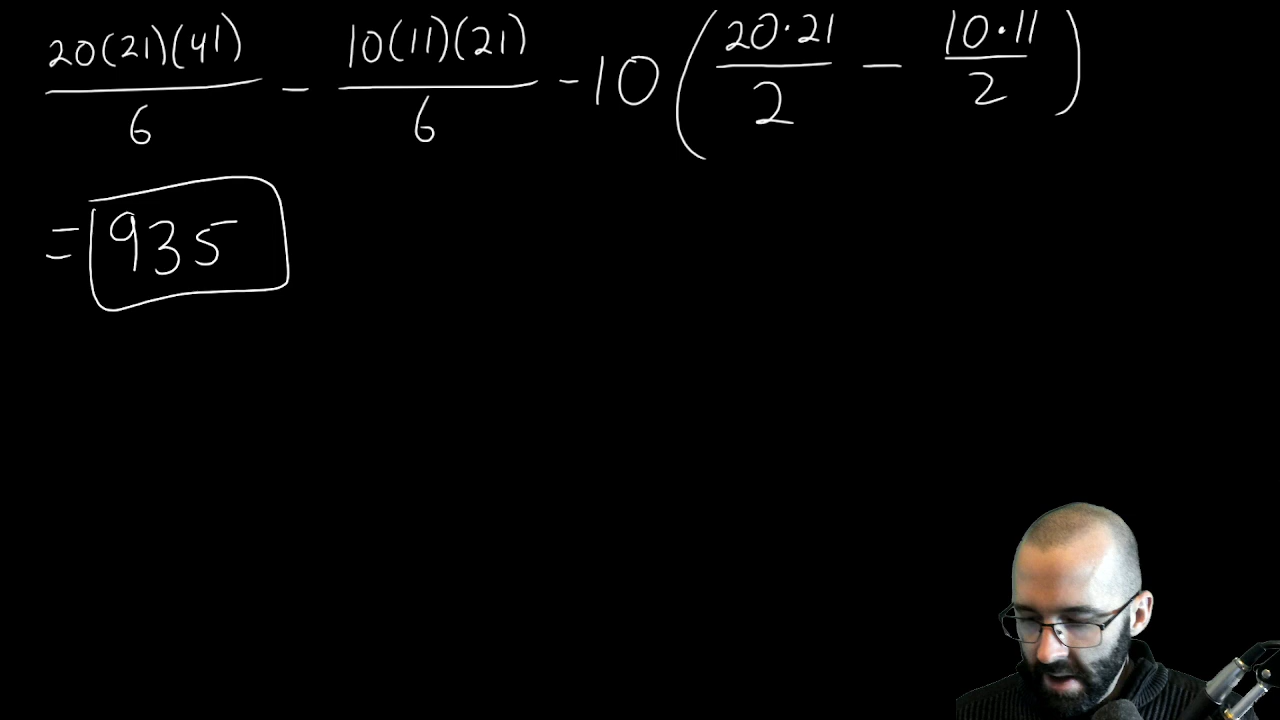 20(21)(41)/6 - 10(11)(21)/6 - 10(20·21/2 - 10·11/2)
= 935